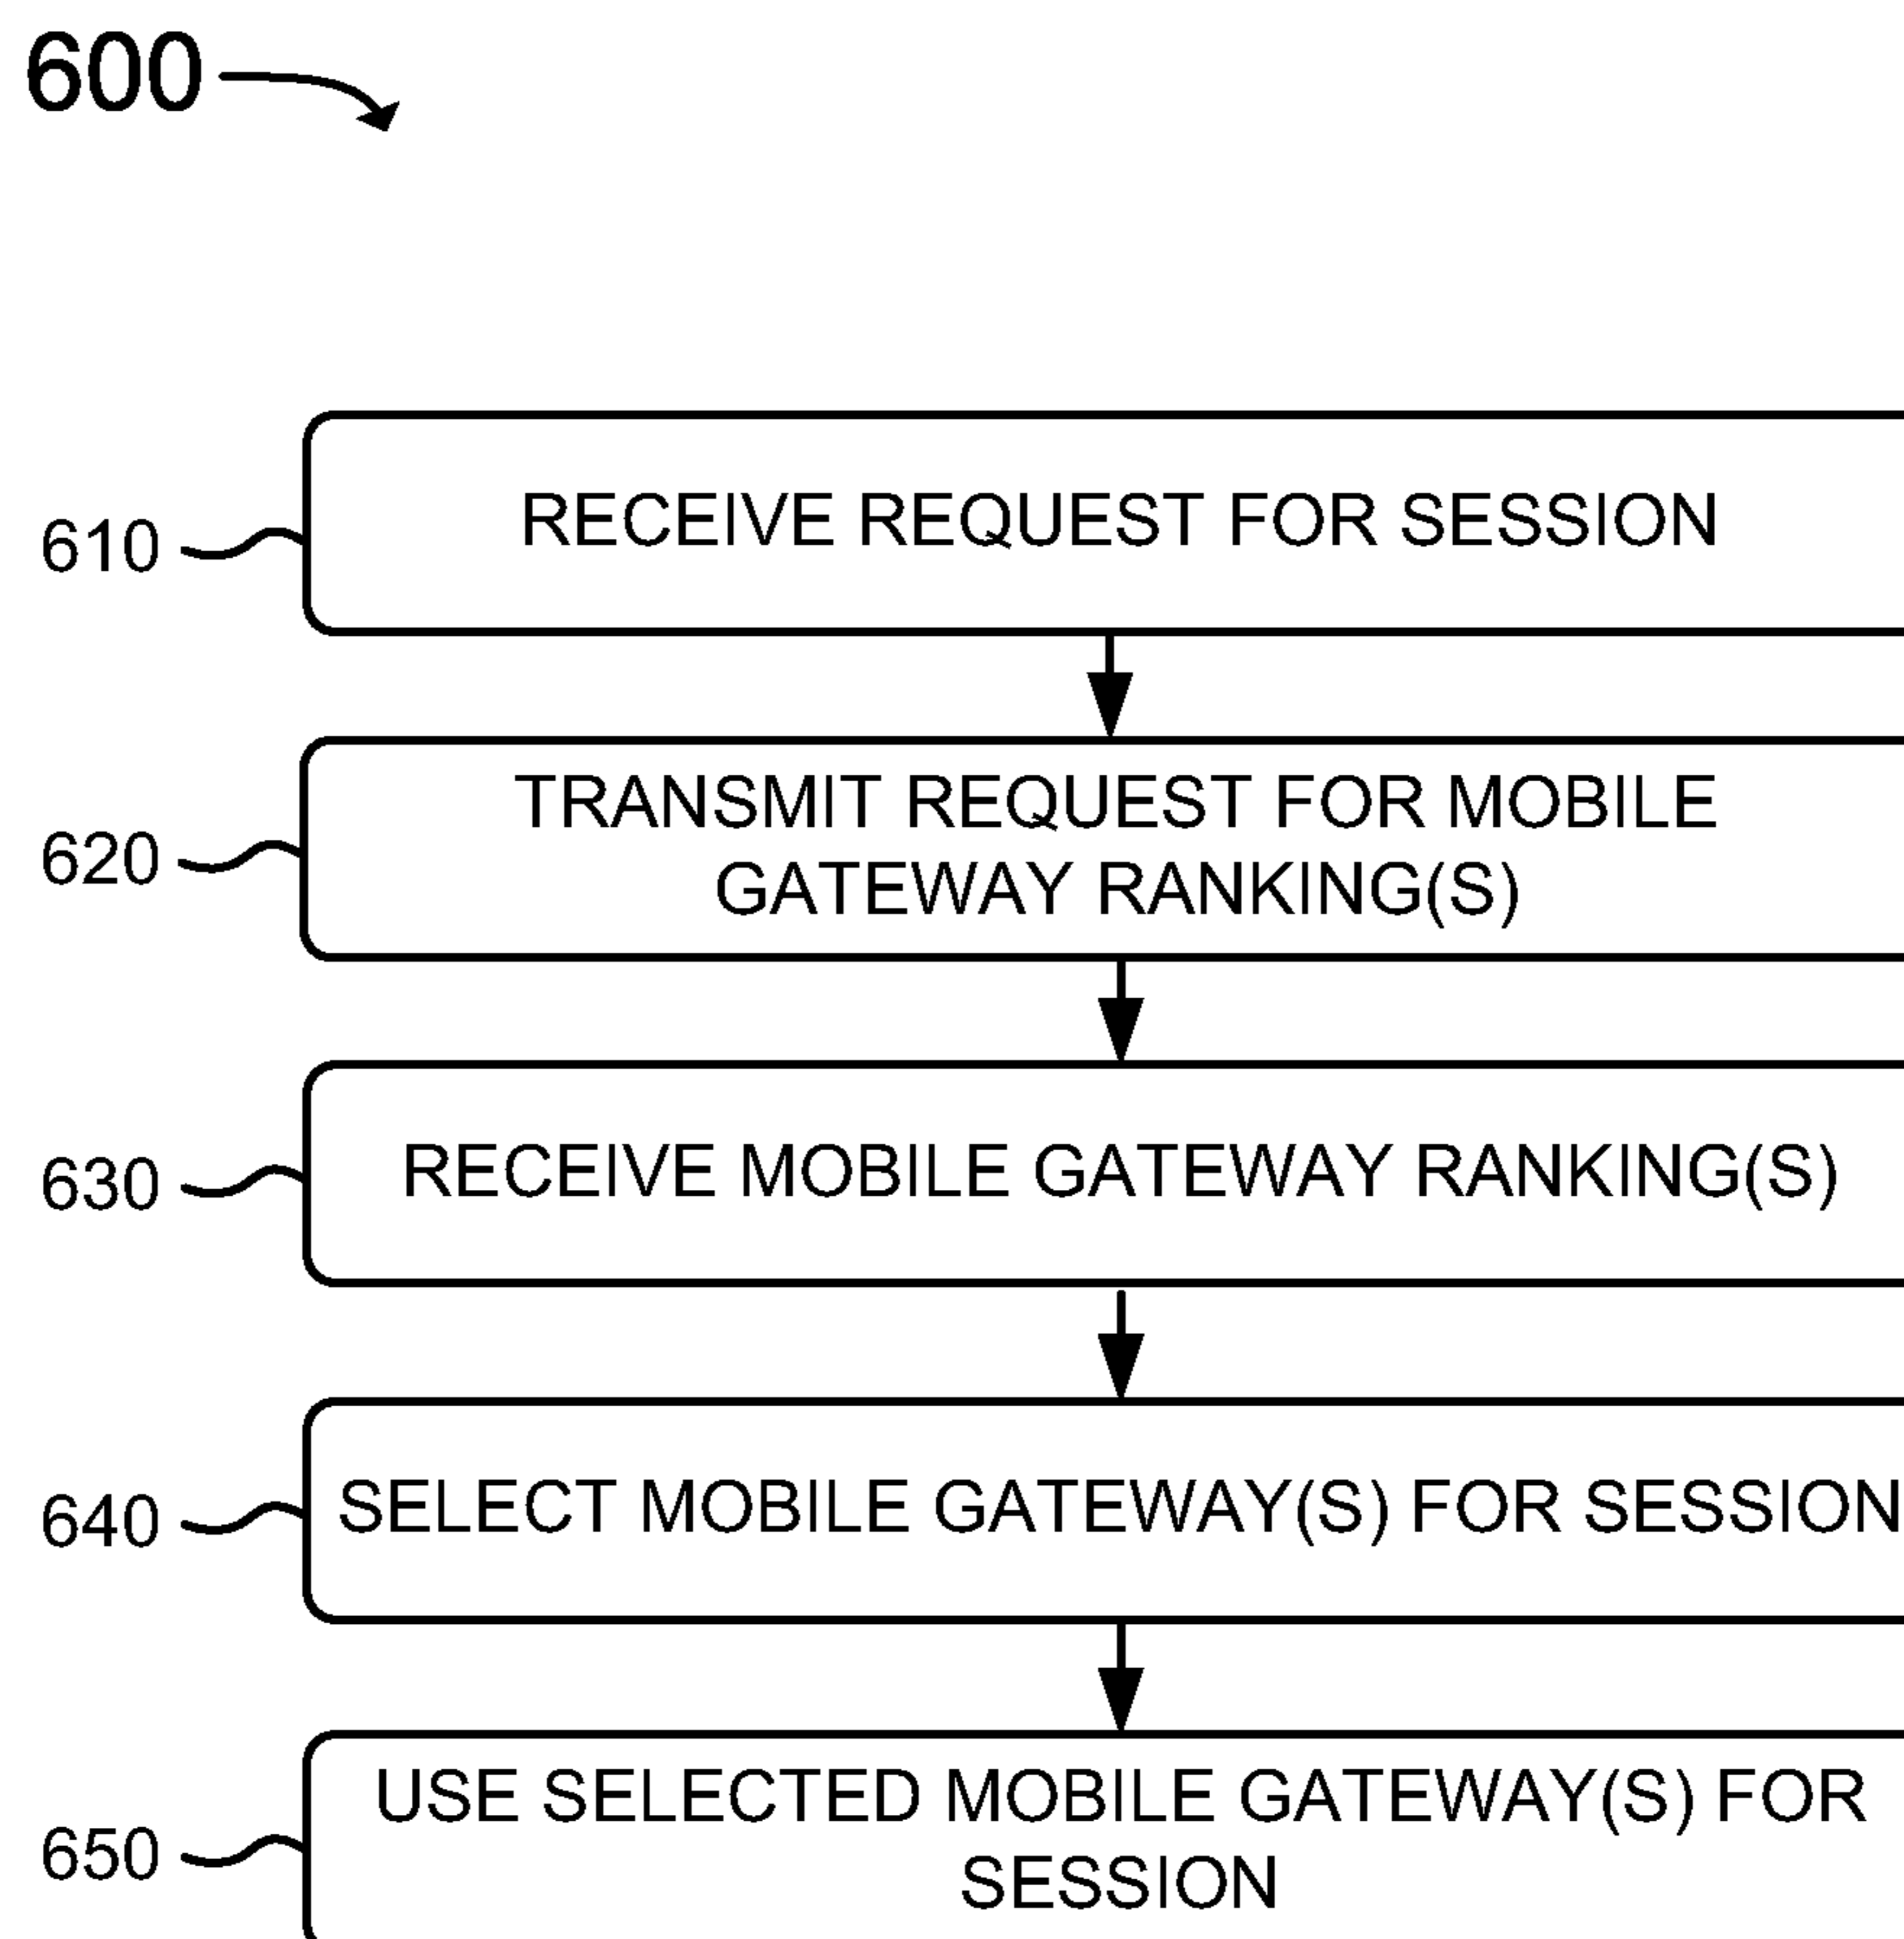 600
610
RECEIVE REQUEST FOR SESSION
620
TRANSMIT REQUEST FOR MOBILE
GATEWAY RANKING(S)
630
RECEIVE MOBILE GATEWAY RANKING(S)
640
SELECT MOBILE GATEWAY(S) FOR SESSION
650
USE SELECTED MOBILE GATEWAY(S) FOR
SESSION